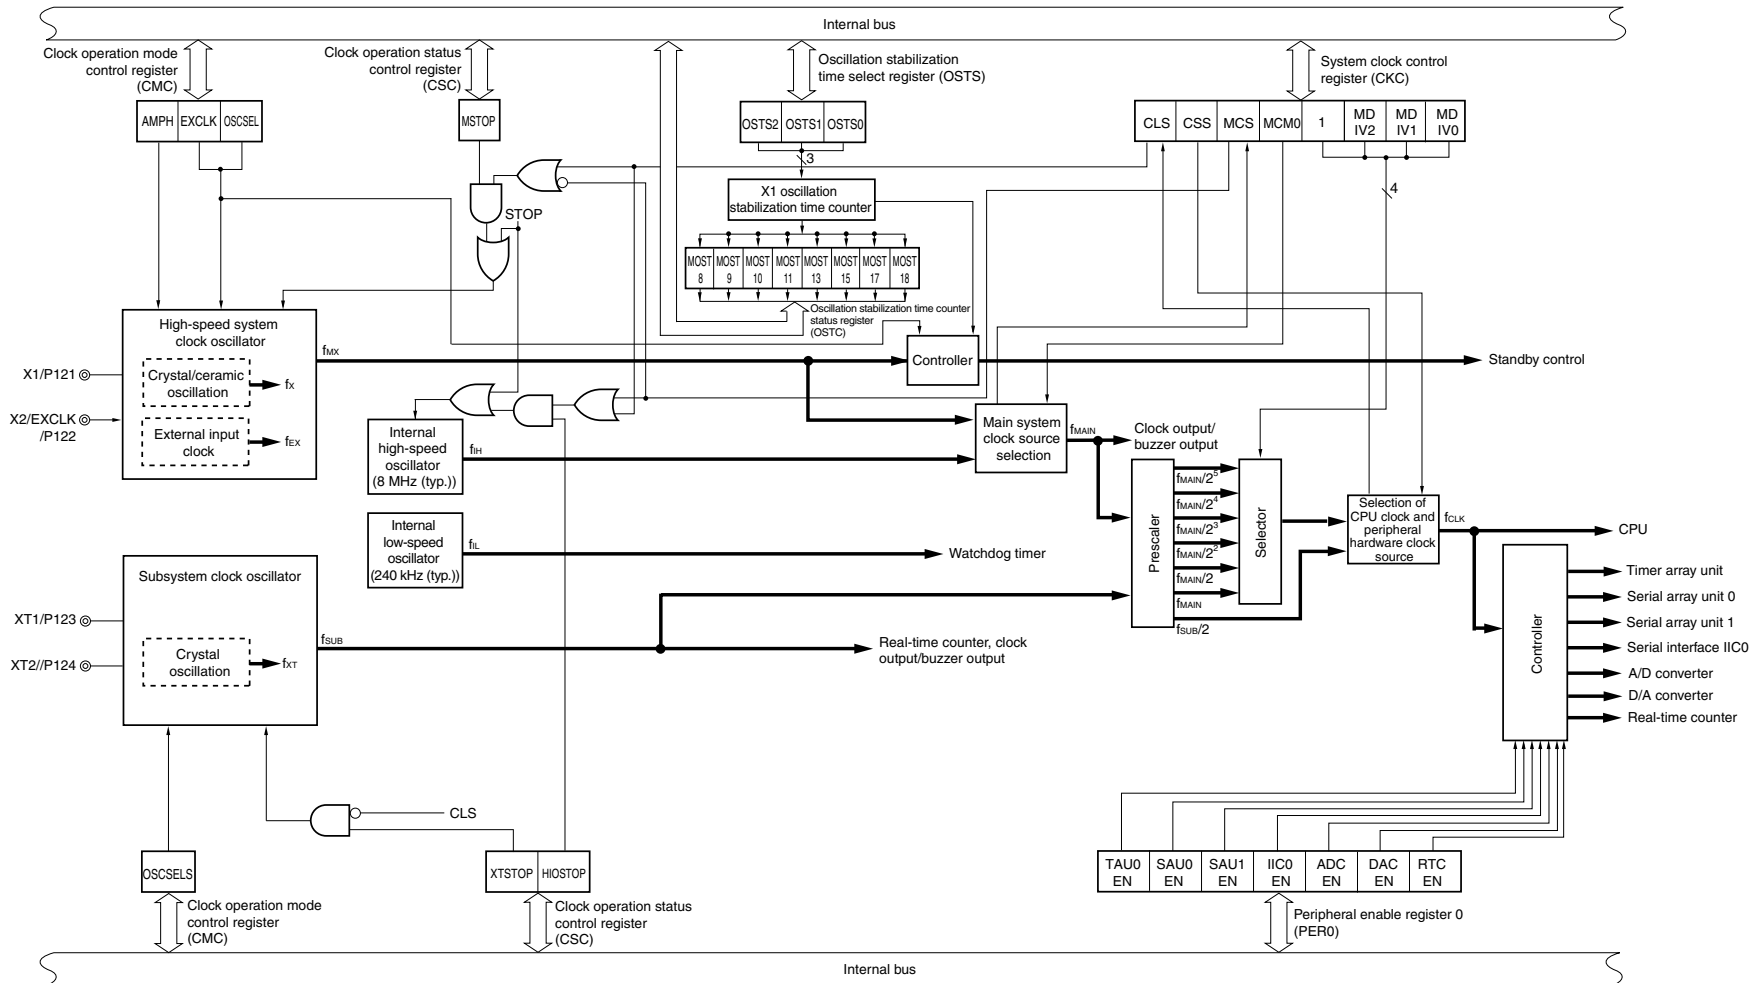 Internal bus
Clock operation mode
control register
(CMC)
Clock operation status
control register
(CSC)
Oscillation stabilization
time select register (OSTS)
System clock control
register (CKC)
AMPH EXCLK OSCSEL
MSTOP
OSTS2 OSTS1 OSTS0
CLS CSS MCS MCM0 1 MD IV2 MD IV1 MD IV0
3
4
STOP
X1 oscillation
stabilization time counter
MOST 8 MOST 9 MOST 10 MOST 11 MOST 13 MOST 15 MOST 17 MOST 18
Oscillation stabilization time counter
status register
(OSTC)
High-speed system
clock oscillator
Crystal/ceramic
oscillation
fX
External input
clock
fEX
X1/P121
X2/EXCLK
/P122
fMX
Controller
Standby control
Internal
high-speed
oscillator
(8 MHz (typ.))
fIH
Main system
clock source
selection
fMAIN
Clock output/
buzzer output
Internal
low-speed
oscillator
(240 kHz (typ.))
fIL
Watchdog timer
Prescaler
fMAIN/2⁵
fMAIN/2⁴
fMAIN/2³
fMAIN/2²
fMAIN/2
fMAIN
fSUB/2
Selector
Selection of
CPU clock and
peripheral
hardware clock
source
fCLK
CPU
Controller
Timer array unit
Serial array unit 0
Serial array unit 1
Serial interface IIC0
A/D converter
D/A converter
Real-time counter
Subsystem clock oscillator
Crystal
oscillation
fXT
XT1/P123
XT2//P124
fSUB
Real-time counter, clock
output/buzzer output
CLS
OSCSELS
XTSTOP HIOSTOP
TAU0 EN SAU0 EN SAU1 EN IIC0 EN ADC EN DAC EN RTC EN
Clock operation mode
control register
(CMC)
Clock operation status
control register
(CSC)
Peripheral enable register 0
(PER0)
Internal bus